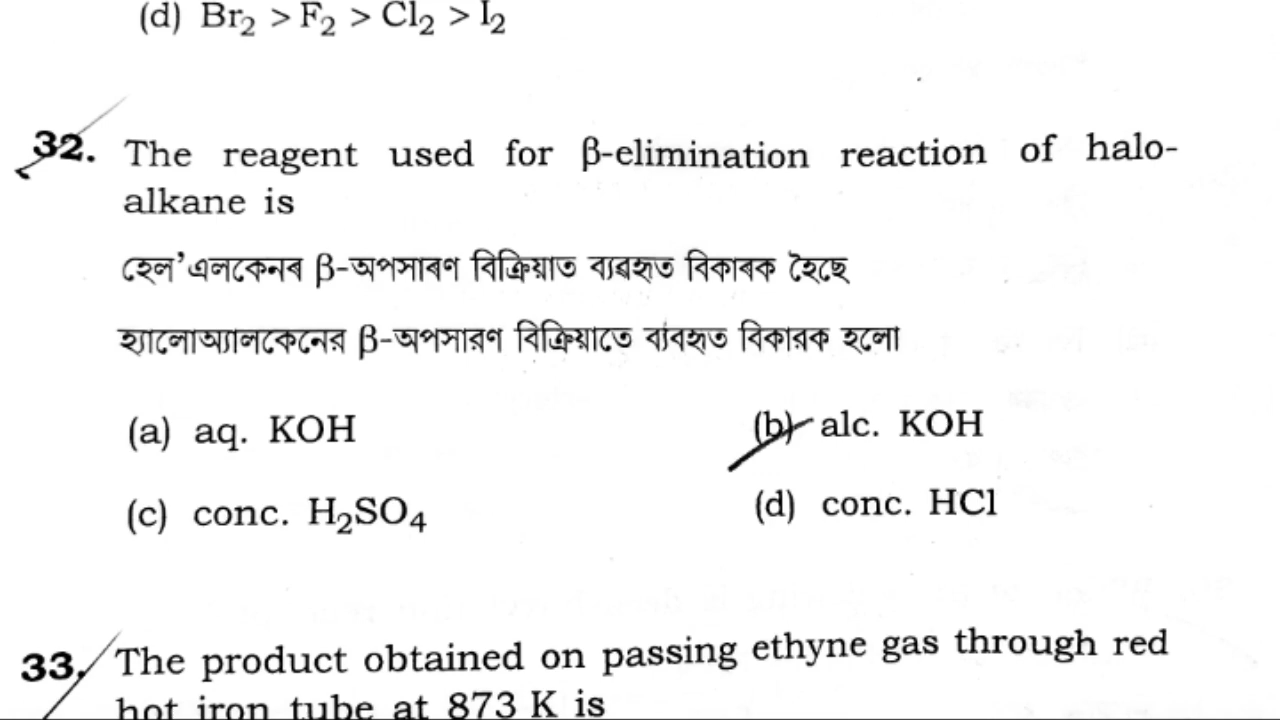 (d) Br₂ > F₂ > Cl₂ > I₂
32. The reagent used for β-elimination reaction of halo-
alkane is
হেল'এলকেনৰ β-অপসাৰণ বিক্ৰিয়াত ব্যৱহৃত বিকাৰক হৈছে
হ্যালোঅ্যালকেনের β-অপসারণ বিক্রিয়াতে ব্যবহৃত বিকারক হলো
(a) aq. KOH (b) alc. KOH
(c) conc. H₂SO₄ (d) conc. HCl
33. The product obtained on passing ethyne gas through red
hot iron tube at 873 K is